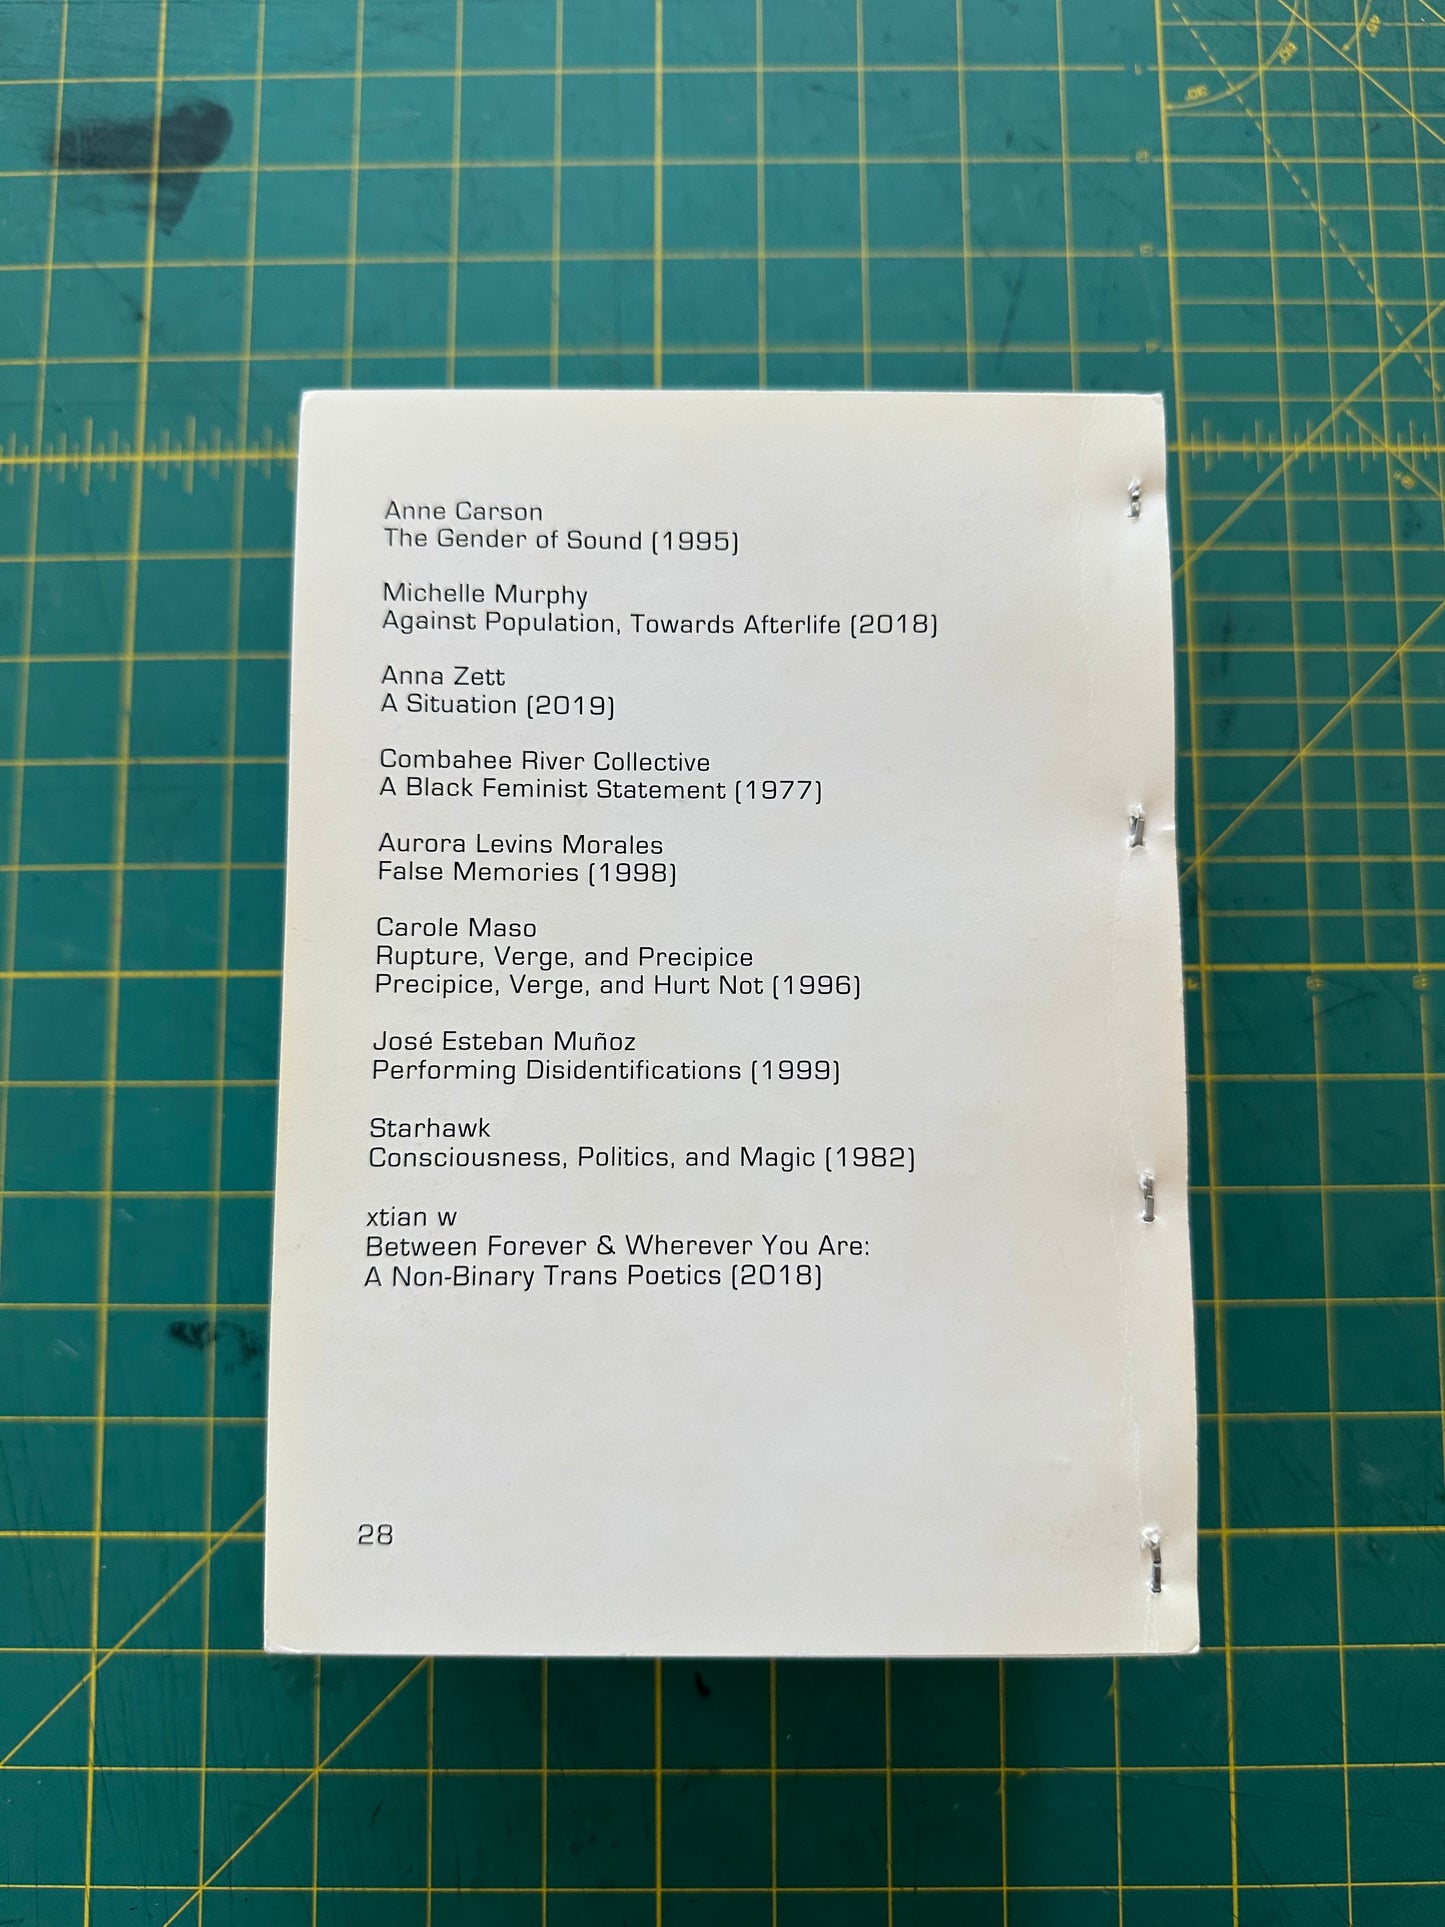 Anne Carson
The Gender of Sound (1995)
Michelle Murphy
Against Population, Towards Afterlife (2018)
Anna Zett
A Situation (2019)
Combahee River Collective
A Black Feminist Statement (1977)
Aurora Levins Morales
False Memories (1998)
Carole Maso
Rupture, Verge, and Precipice
Precipice, Verge, and Hurt Not (1996)
José Esteban Muñoz
Performing Disidentifications (1999)
Starhawk
Consciousness, Politics, and Magic (1982)
xtian w
Between Forever & Wherever You Are:
A Non-Binary Trans Poetics (2018)
28